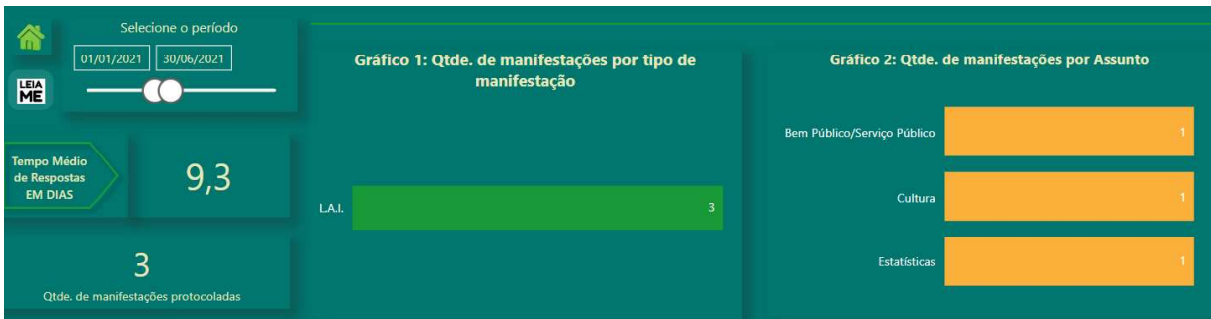 Selecione o período
01/01/2021 30/06/2021
LEIA
ME
Tempo Médio
de Respostas
EM DIAS
9,3
3
Qtde. de manifestações protocoladas
Gráfico 1: Qtde. de manifestações por tipo de
manifestação
L.A.I. 3
Gráfico 2: Qtde. de manifestações por Assunto
Bem Público/Serviço Público 1
Cultura 1
Estatísticas 1